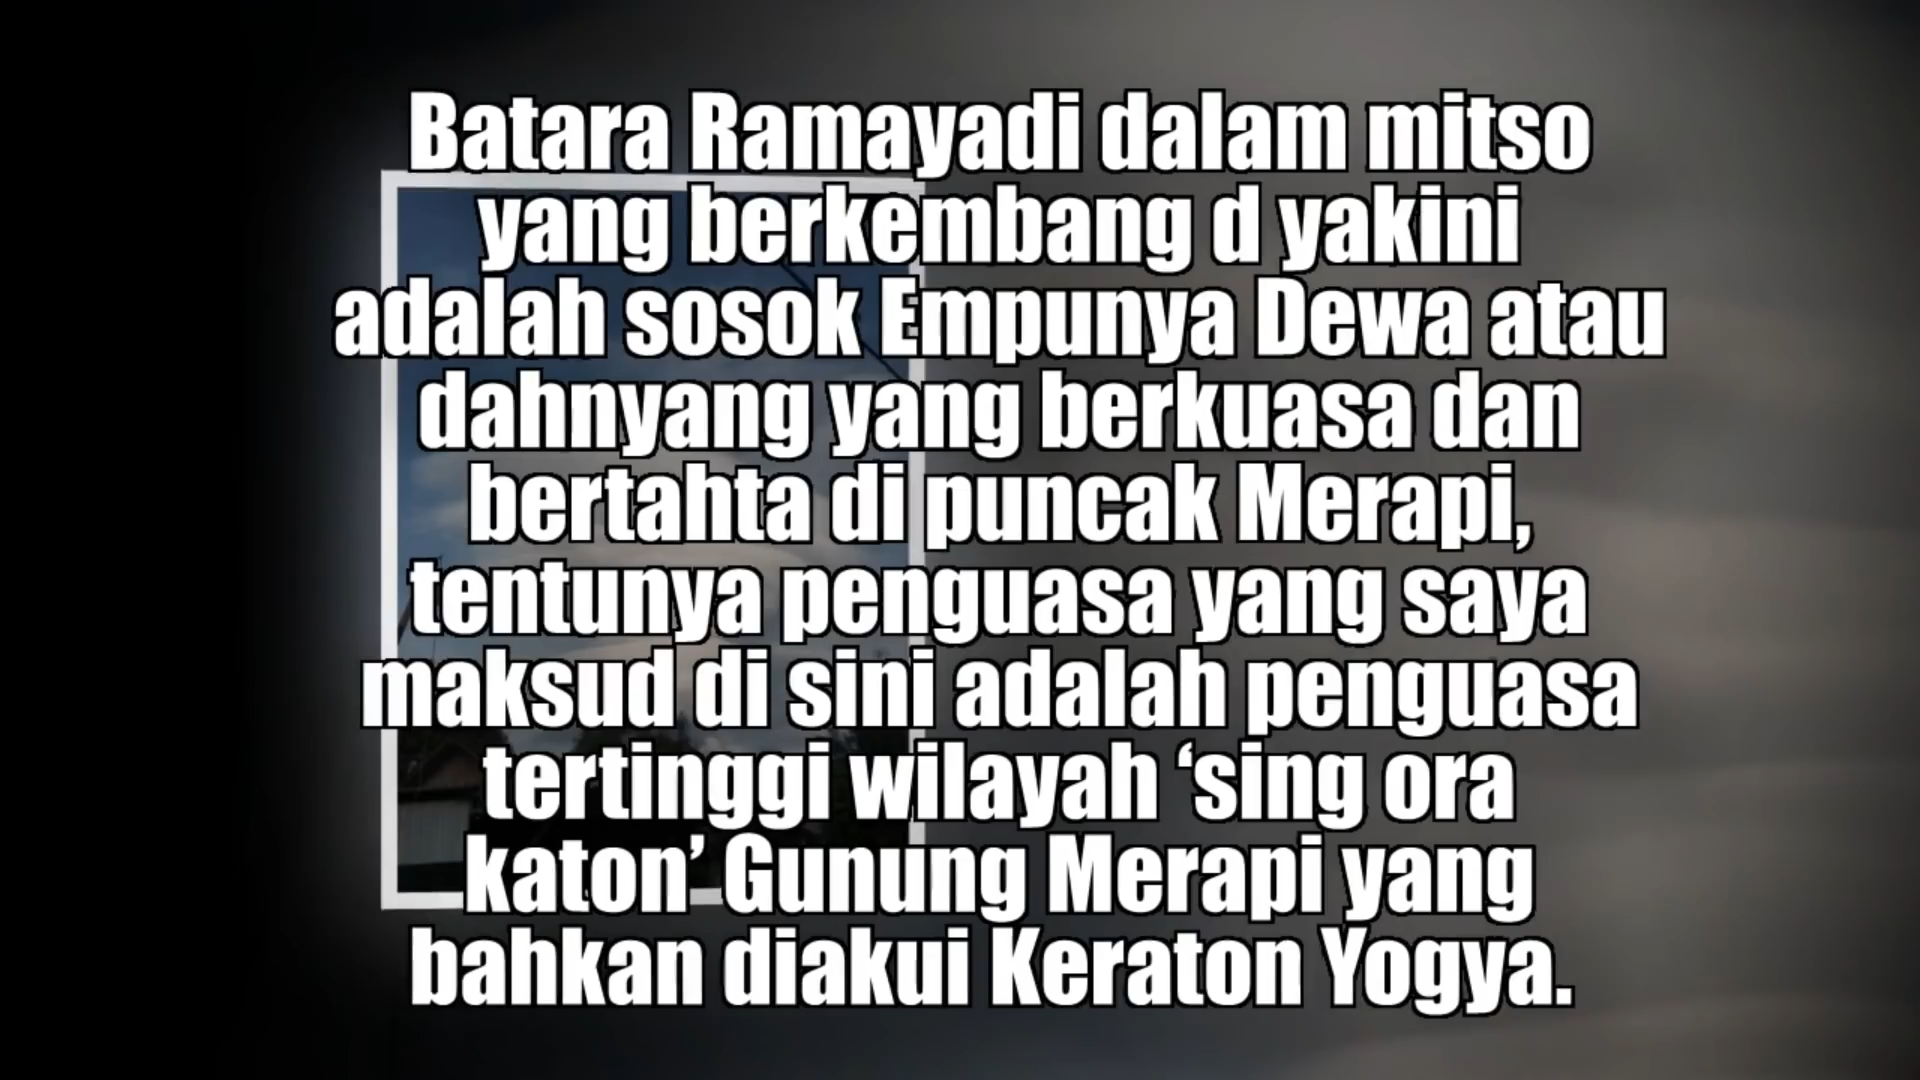 Batara Ramayadi dalam mitso
yang berkembang d yakini
adalah sosok Empunya Dewa atau
dahnyang yang berkuasa dan
bertahta di puncak Merapi,
tentunya penguasa yang saya
maksud di sini adalah penguasa
tertinggi wilayah ‘sing ora
katon’ Gunung Merapi yang
bahkan diakui Keraton Yogya.